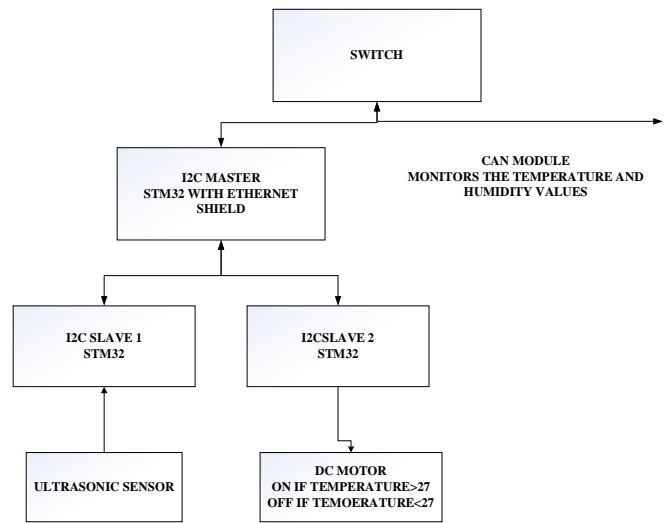 SWITCH
I2C MASTER
STM32 WITH ETHERNET
SHIELD
CAN MODULE
MONITORS THE TEMPERATURE AND
HUMIDITY VALUES
I2C SLAVE 1
STM32
I2CSLAVE 2
STM32
ULTRASONIC SENSOR
DC MOTOR
ON IF TEMPERATURE>27
OFF IF TEMOERATURE<27